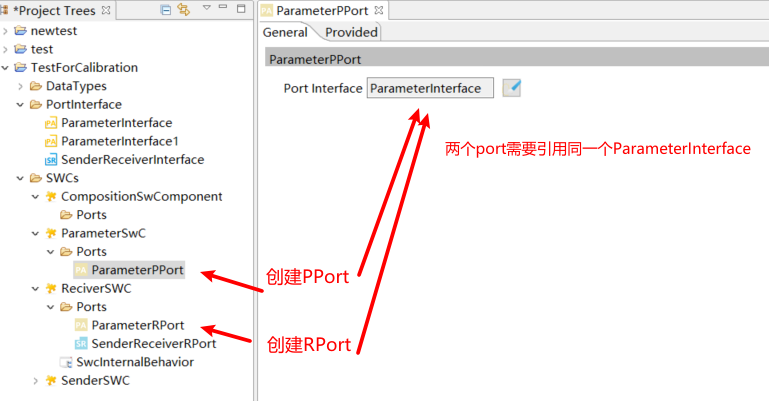 *Project Trees
newtest
test
TestForCalibration
DataTypes
PortInterface
ParameterInterface
ParameterInterface1
SenderReceiverInterface
SWCs
CompositionSwComponent
Ports
ParameterSwC
Ports
ParameterPPort
ReciverSWC
Ports
ParameterRPort
SenderReceiverRPort
SwcInternalBehavior
SenderSWC
ParameterPPort
General
Provided
ParameterPPort
Port Interface
ParameterInterface
两个port需要引用同一个ParameterInterface
创建PPort
创建RPort